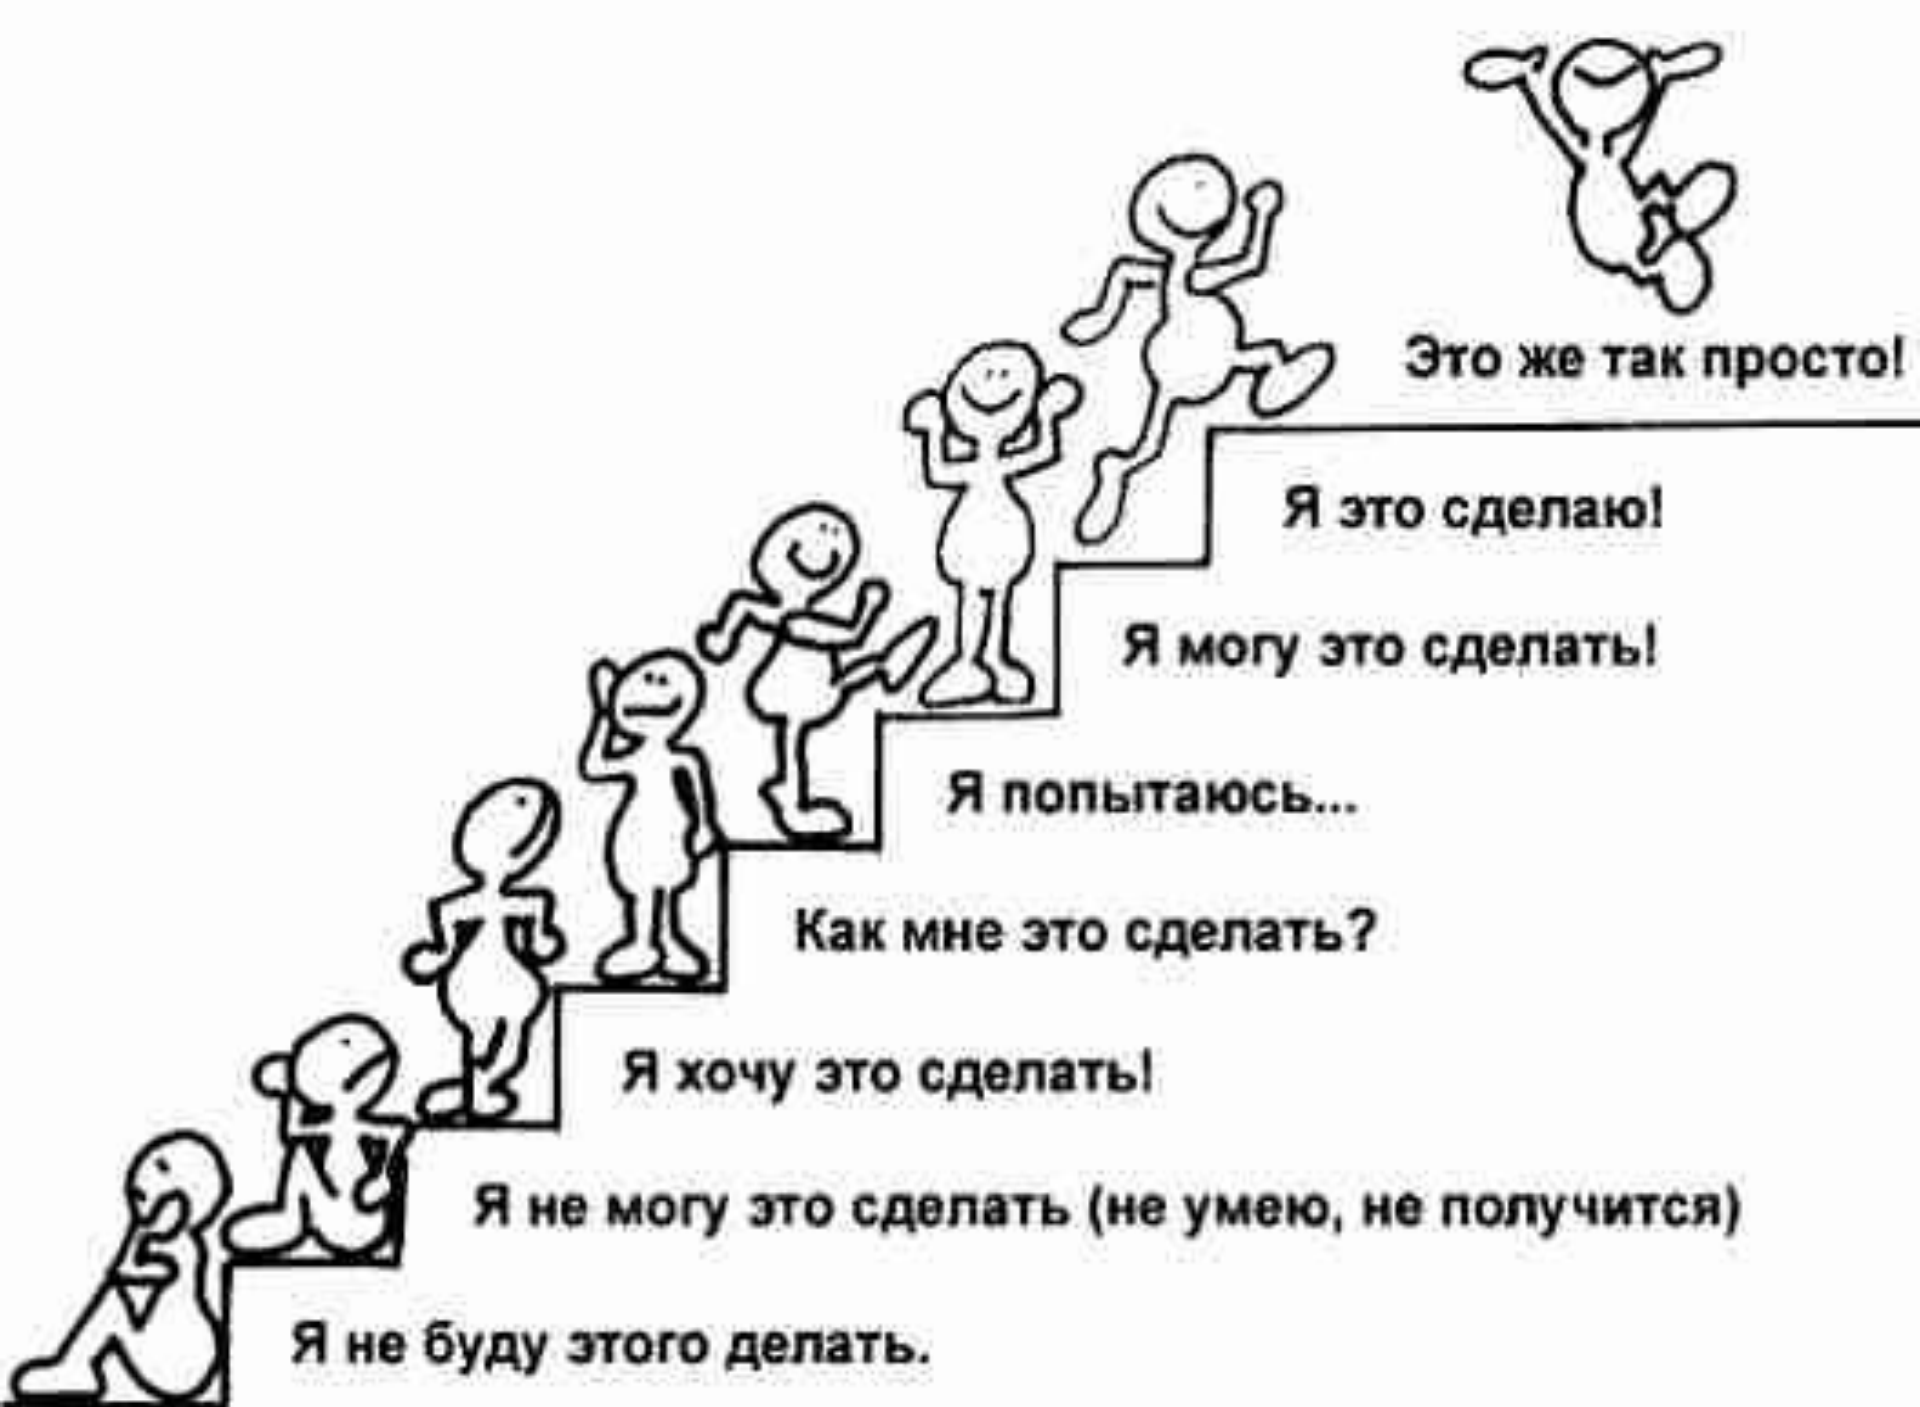 Это же так просто!
Я это сделаю!
Я могу это сделать!
Я попытаюсь...
Как мне это сделать?
Я хочу это сделать!
Я не могу это сделать (не умею, не получится)
Я не буду этого делать.